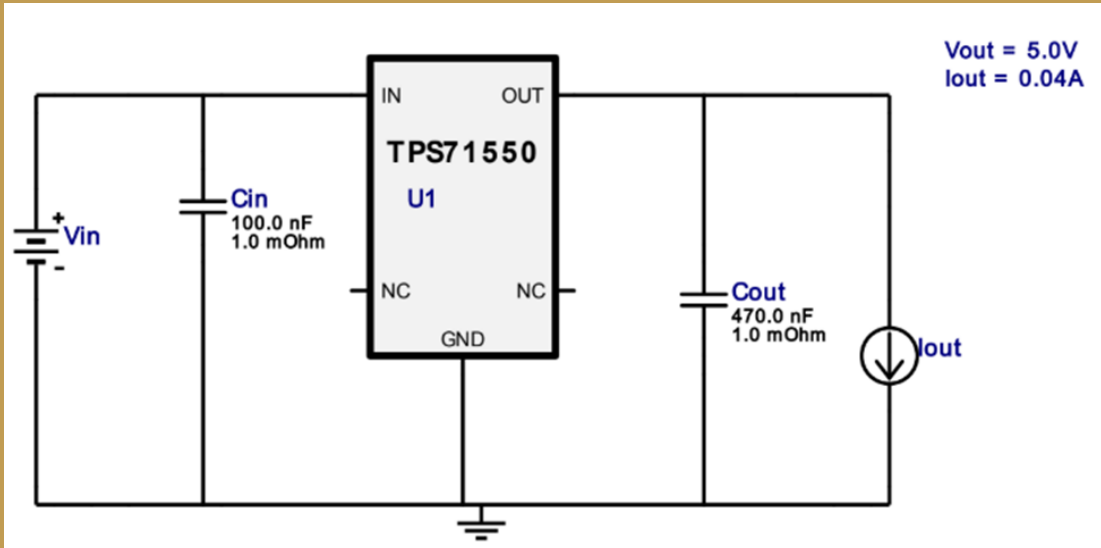 Vout = 5.0V
Iout = 0.04A
IN
OUT
TPS71550
U1
Cin
100.0 nF
1.0 mOhm
+
Vin
-
NC
NC
Cout
470.0 nF
1.0 mOhm
GND
Iout